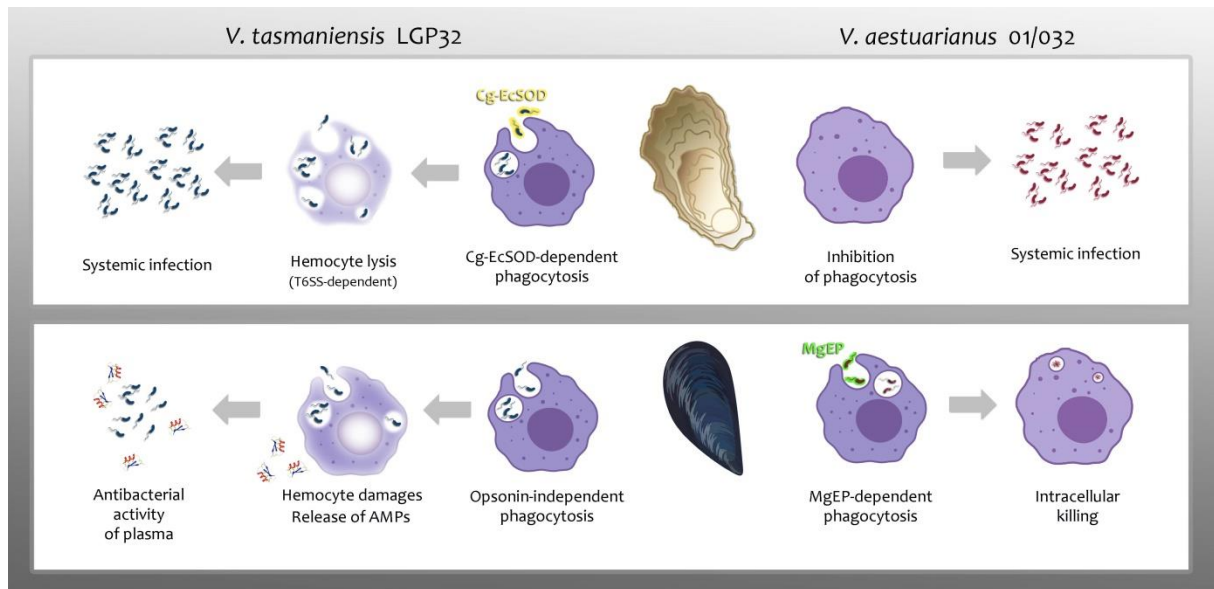 V. tasmaniensis LGP32
V. aestuarianus 01/032
Cg-EcSOD
Systemic infection
Hemocyte lysis
(T6SS-dependent)
Cg-EcSOD-dependent
phagocytosis
Inhibition
of phagocytosis
Systemic infection
MgEP
Antibacterial
activity
of plasma
Hemocyte damages
Release of AMPs
Opsonin-independent
phagocytosis
MgEP-dependent
phagocytosis
Intracellular
killing